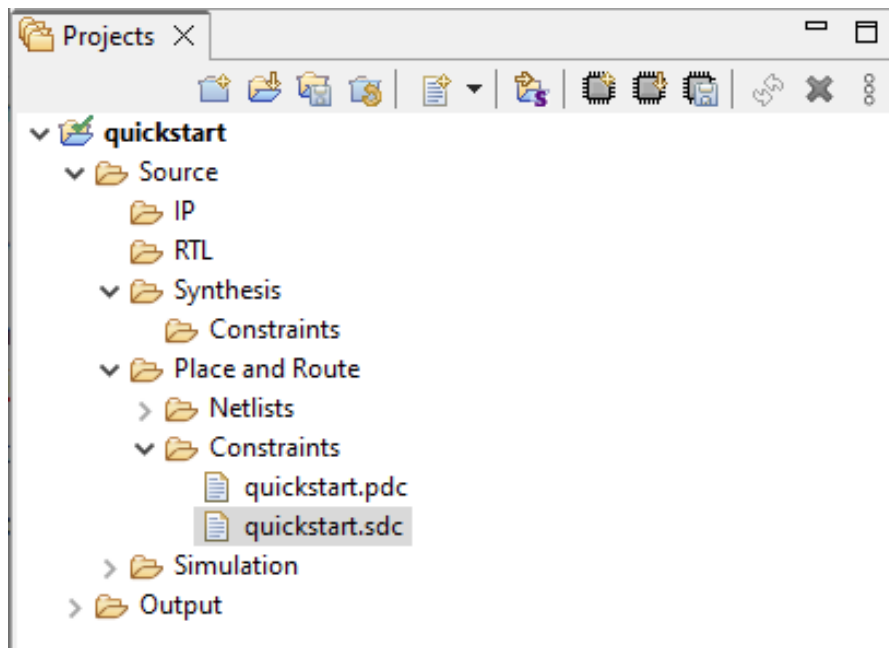 Projects
quickstart
Source
IP
RTL
Synthesis
Constraints
Place and Route
Netlists
Constraints
quickstart.pdc
quickstart.sdc
Simulation
Output